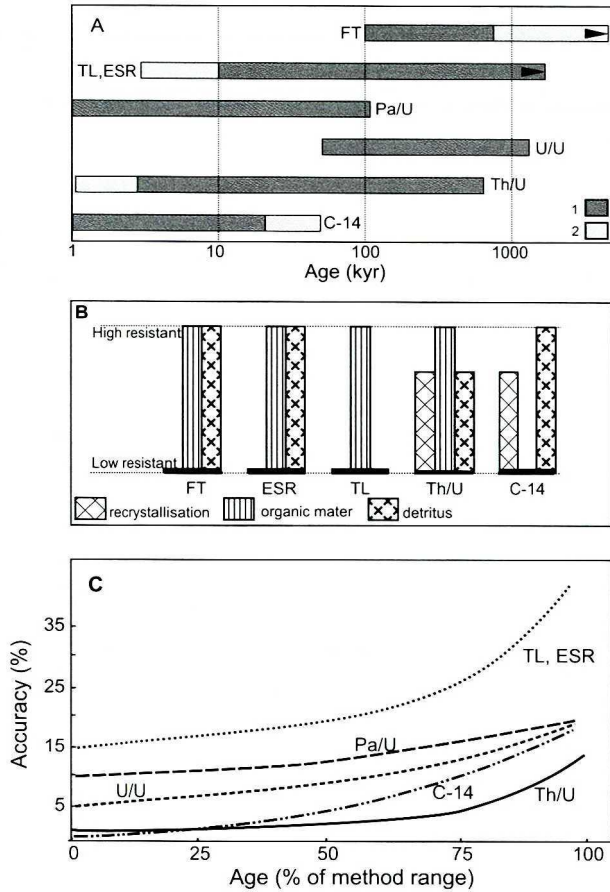 A
FT
TL,ESR
Pa/U
U/U
Th/U
C-14
1
2
1 10 100 1000
Age (kyr)
B
High resistant
Low resistant
FT ESR TL Th/U C-14
recrystallisation organic mater detritus
C
35
25
15
5
Accuracy (%)
TL, ESR
Pa/U
U/U
C-14
Th/U
0 25 50 75 100
Age (% of method range)